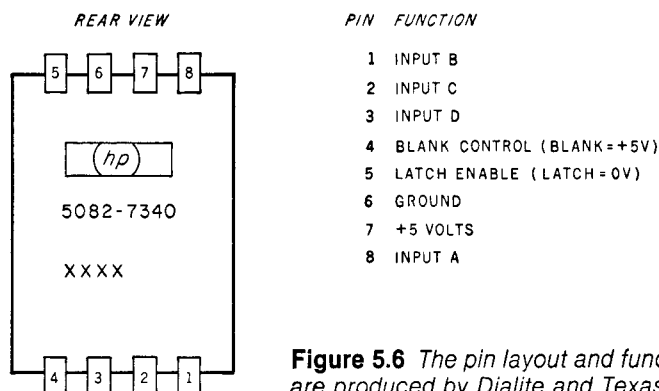 REAR VIEW
5 6 7 8
hp
5082-7340
XXXX
4 3 2 1
PIN FUNCTION
1 INPUT B
2 INPUT C
3 INPUT D
4 BLANK CONTROL (BLANK=+5V)
5 LATCH ENABLE (LATCH=0V)
6 GROUND
7 +5 VOLTS
8 INPUT A
Figure 5.6 The pin layout and func
are produced by Dialite and Texas